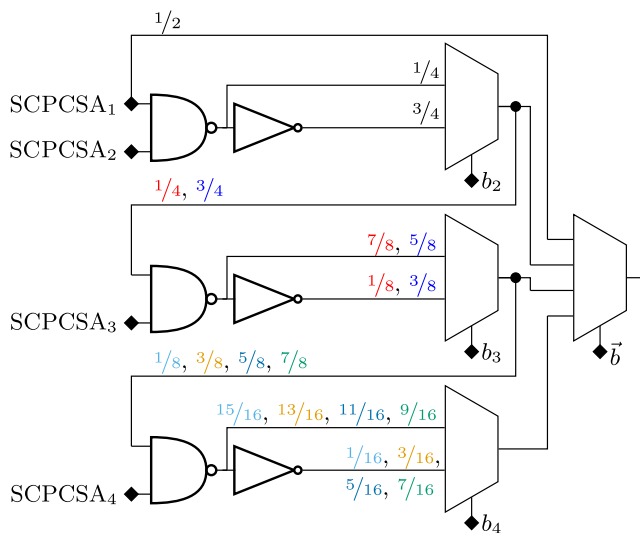 1/2
1/4
SCPCSA₁
3/4
SCPCSA₂
b₂
1/4, 3/4
7/8, 5/8
1/8, 3/8
SCPCSA₃
b₃
b⃗
1/8, 3/8, 5/8, 7/8
15/16, 13/16, 11/16, 9/16
1/16, 3/16,
5/16, 7/16
SCPCSA₄
b₄